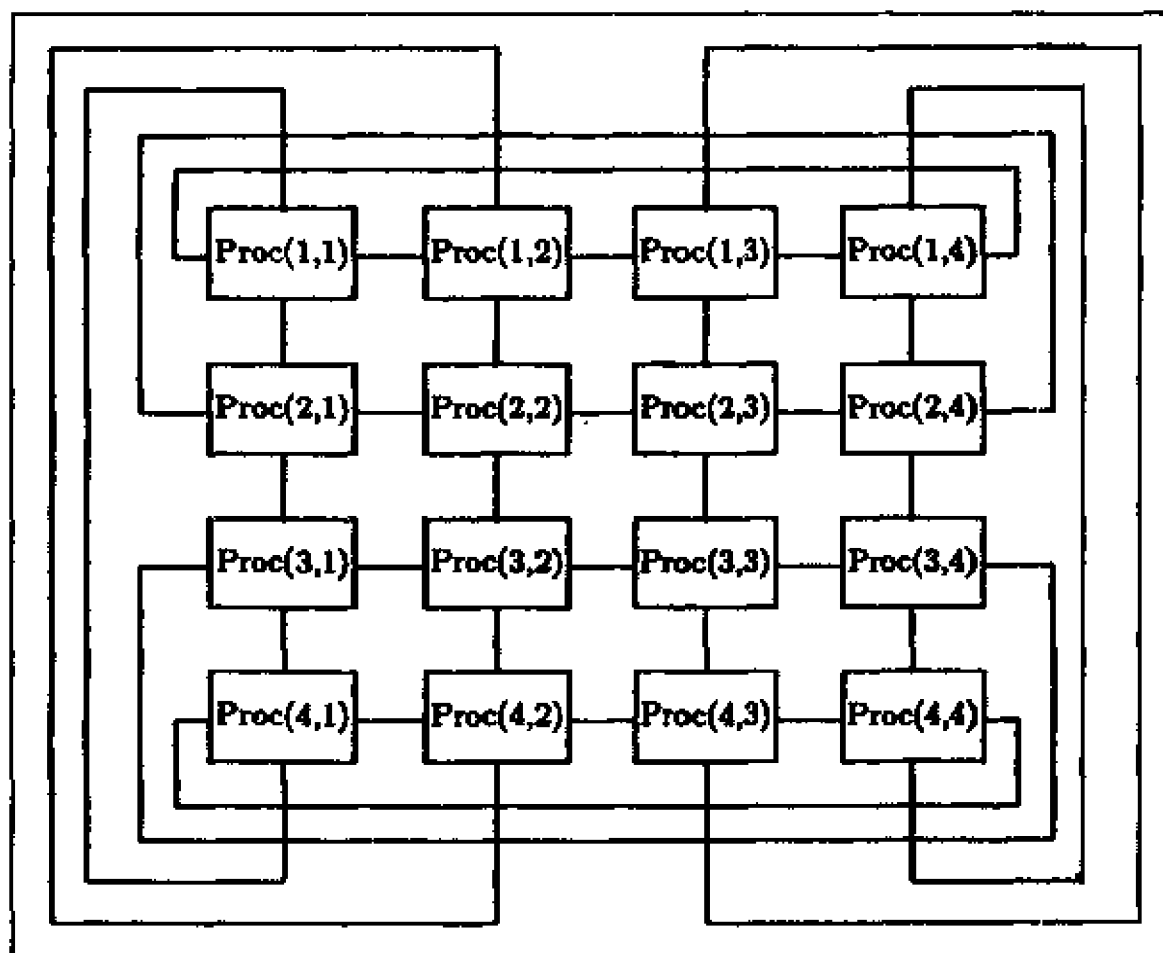 Proc(1,1) Proc(1,2) Proc(1,3) Proc(1,4)
Proc(2,1) Proc(2,2) Proc(2,3) Proc(2,4)
Proc(3,1) Proc(3,2) Proc(3,3) Proc(3,4)
Proc(4,1) Proc(4,2) Proc(4,3) Proc(4,4)